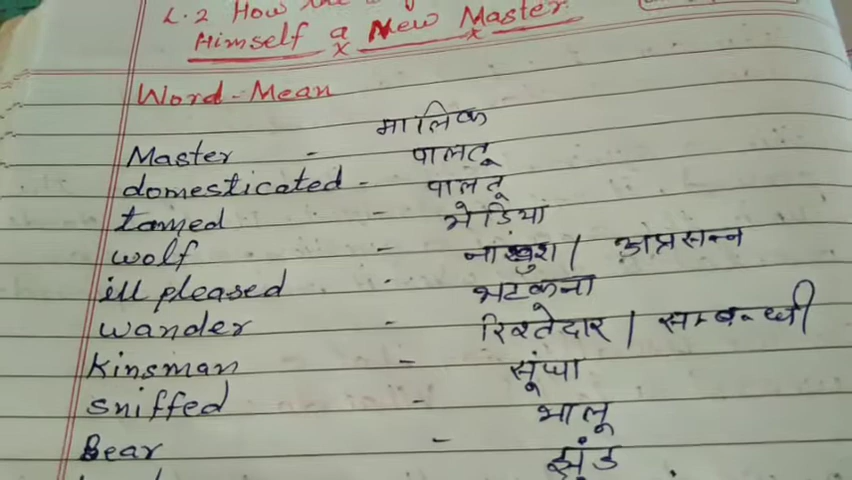 L.2 How
Himself a New Master
Word-Mean
Master - मालिक
domesticated - पालतू
tamed - पालतू
wolf - भेड़िया
ill pleased - नाखुश / अप्रसन्न
wander - भटकना
Kinsman - रिश्तेदार / सम्बन्धी
sniffed - सूंघा
Bear - भालू
झुंड